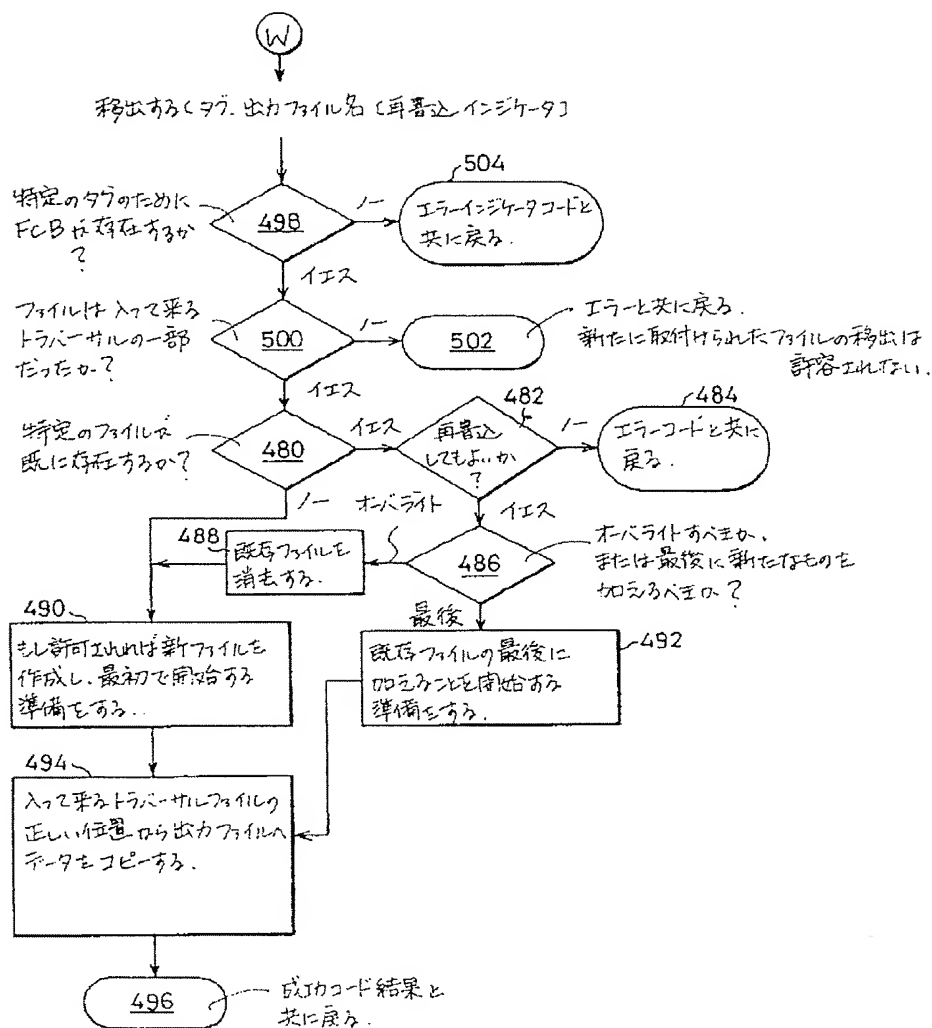 W
移出する〈タグ. 出力ファイル名〔再書込インジケータ〕
特定のタグのために
FCBが存在するか
?
498
ノー
504
エラーインジケータコードと
共に戻る.
イエス
ファイルは入って来る
トラバーサルの一部
だったか?
500
ノー
502
エラーと共に戻る.
新たに取付けられたファイルの移出は
許容されない.
イエス
特定のファイルが
既に存在するか?
480
イエス
482
再書込
してもよいか
?
ノー
484
エラーコードと共に
戻る.
ノー
イエス
オーバライト
488
既存ファイルを
消去する.
486
オーバライトすべきか、
または最後に新たなものを
加えるべきか?
最後
490
もし許可されれば新ファイルを
作成し、最初で開始する
準備をする..
492
既存ファイルの最後に
加えることを開始する
準備をする.
494
入って来るトラバーサルファイルの
正しい位置から出力ファイルへ
データをコピーする.
496
成功コード結果と
共に戻る.